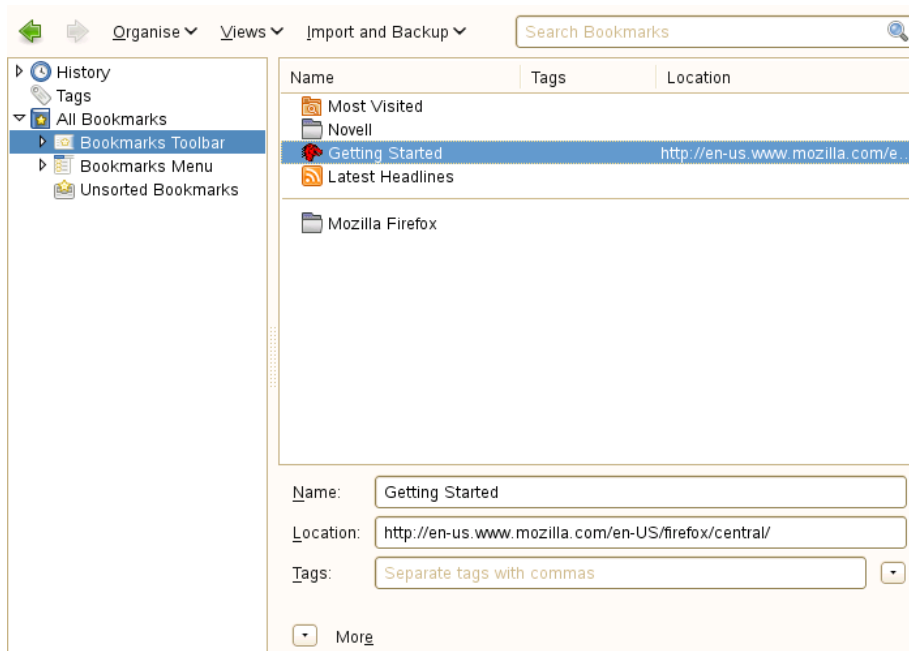 Organise Views Import and Backup Search Bookmarks
History
Tags
All Bookmarks
Bookmarks Toolbar
Bookmarks Menu
Unsorted Bookmarks
Name Tags Location
Most Visited
Novell
Getting Started http://en-us.www.mozilla.com/e...
Latest Headlines
Mozilla Firefox
Name: Getting Started
Location: http://en-us.www.mozilla.com/en-US/firefox/central/
Tags: Separate tags with commas
More